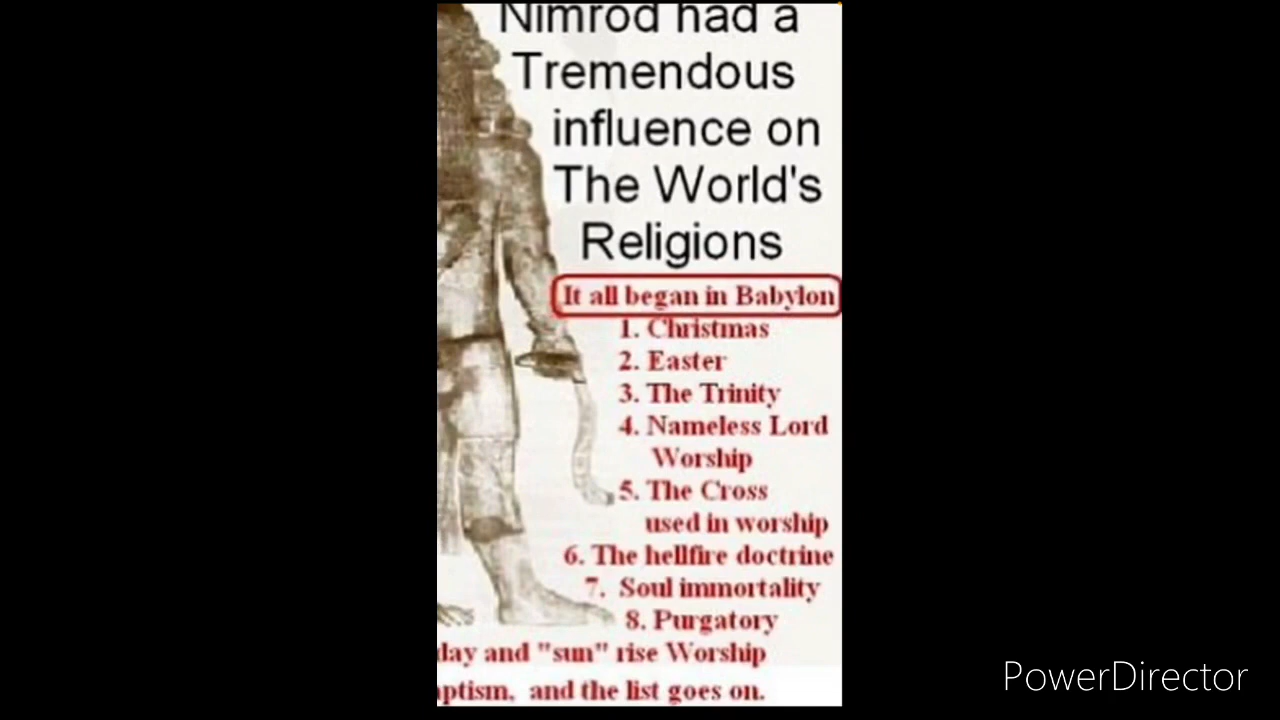 Nimrod had a
Tremendous
influence on
The World's
Religions
It all began in Babylon
1. Christmas
2. Easter
3. The Trinity
4. Nameless Lord
Worship
5. The Cross
used in worship
6. The hellfire doctrine
7. Soul immortality
8. Purgatory
day and "sun" rise Worship
ptism, and the list goes on.
PowerDirector